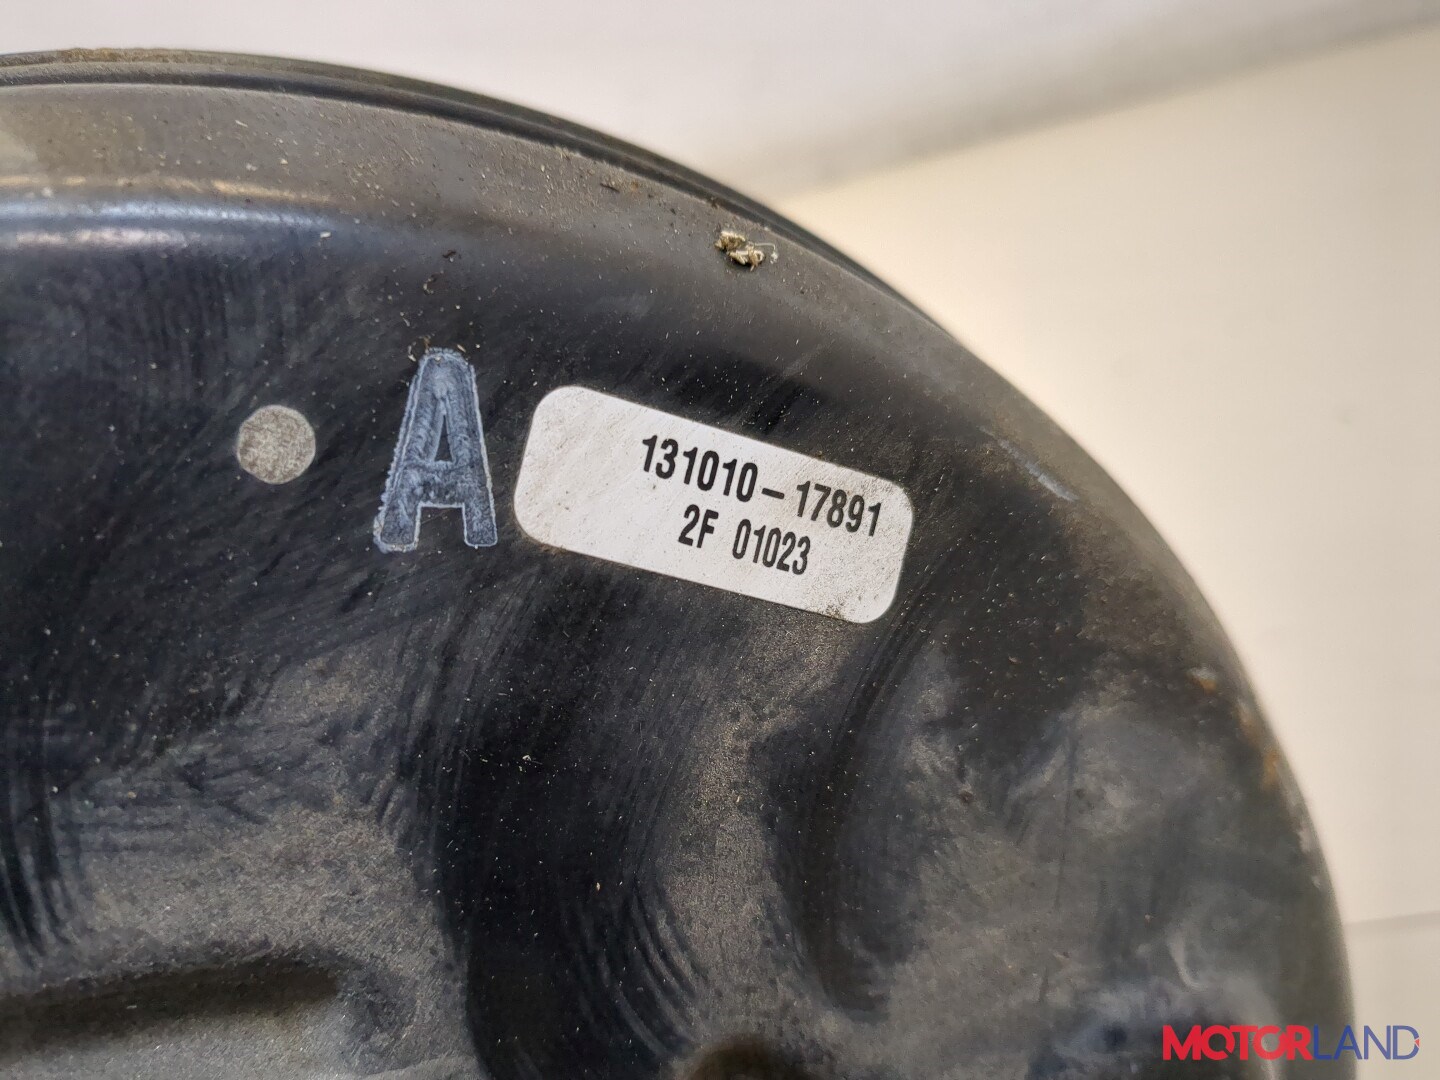 A
131010-17891
2F 01023
MOTORLAND